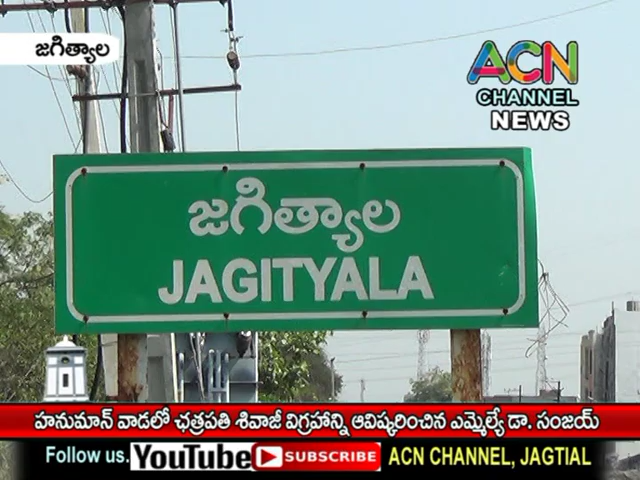 జగిత్యాల
ACN
CHANNEL
NEWS
జగిత్యాల
JAGITYALA
హనుమాన్ వాడలో ఛత్రపతి శివాజీ విగ్రహాన్ని ఆవిష్కరించిన ఎమ్మెల్యే డా. సంజయ్
Follow us. YouTube SUBSCRIBE ACN CHANNEL, JAGTIAL